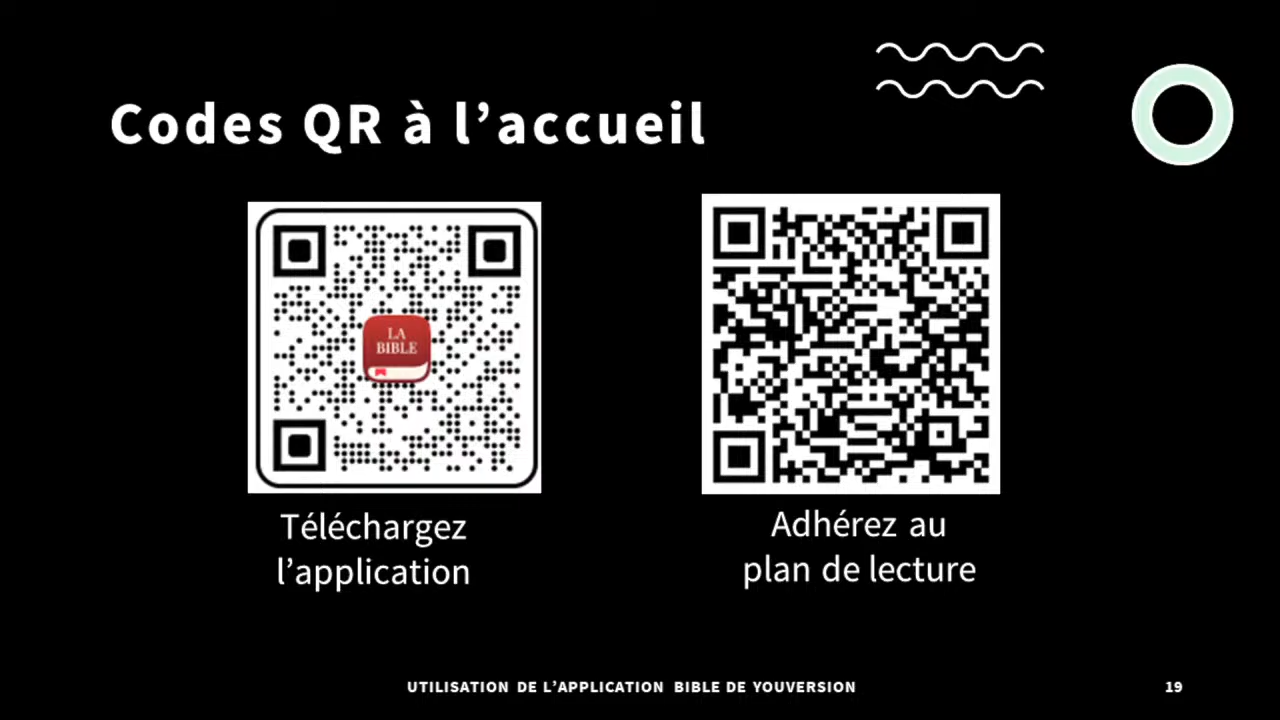 Codes QR à l’accueil
LA
BIBLE
Téléchargez
l’application
Adhérez au
plan de lecture
UTILISATION DE L’APPLICATION BIBLE DE YOUVERSION
19